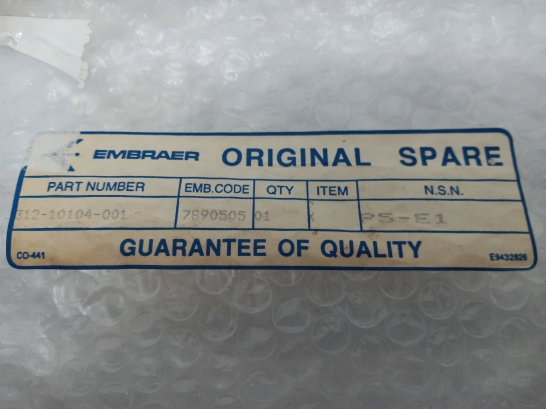 EMBRAER ORIGINAL SPARE
PART NUMBER EMB.CODE QTY ITEM N.S.N.
312-10104-001 7890505 01 X PS-E1
GUARANTEE OF QUALITY
CO-441 E9432826